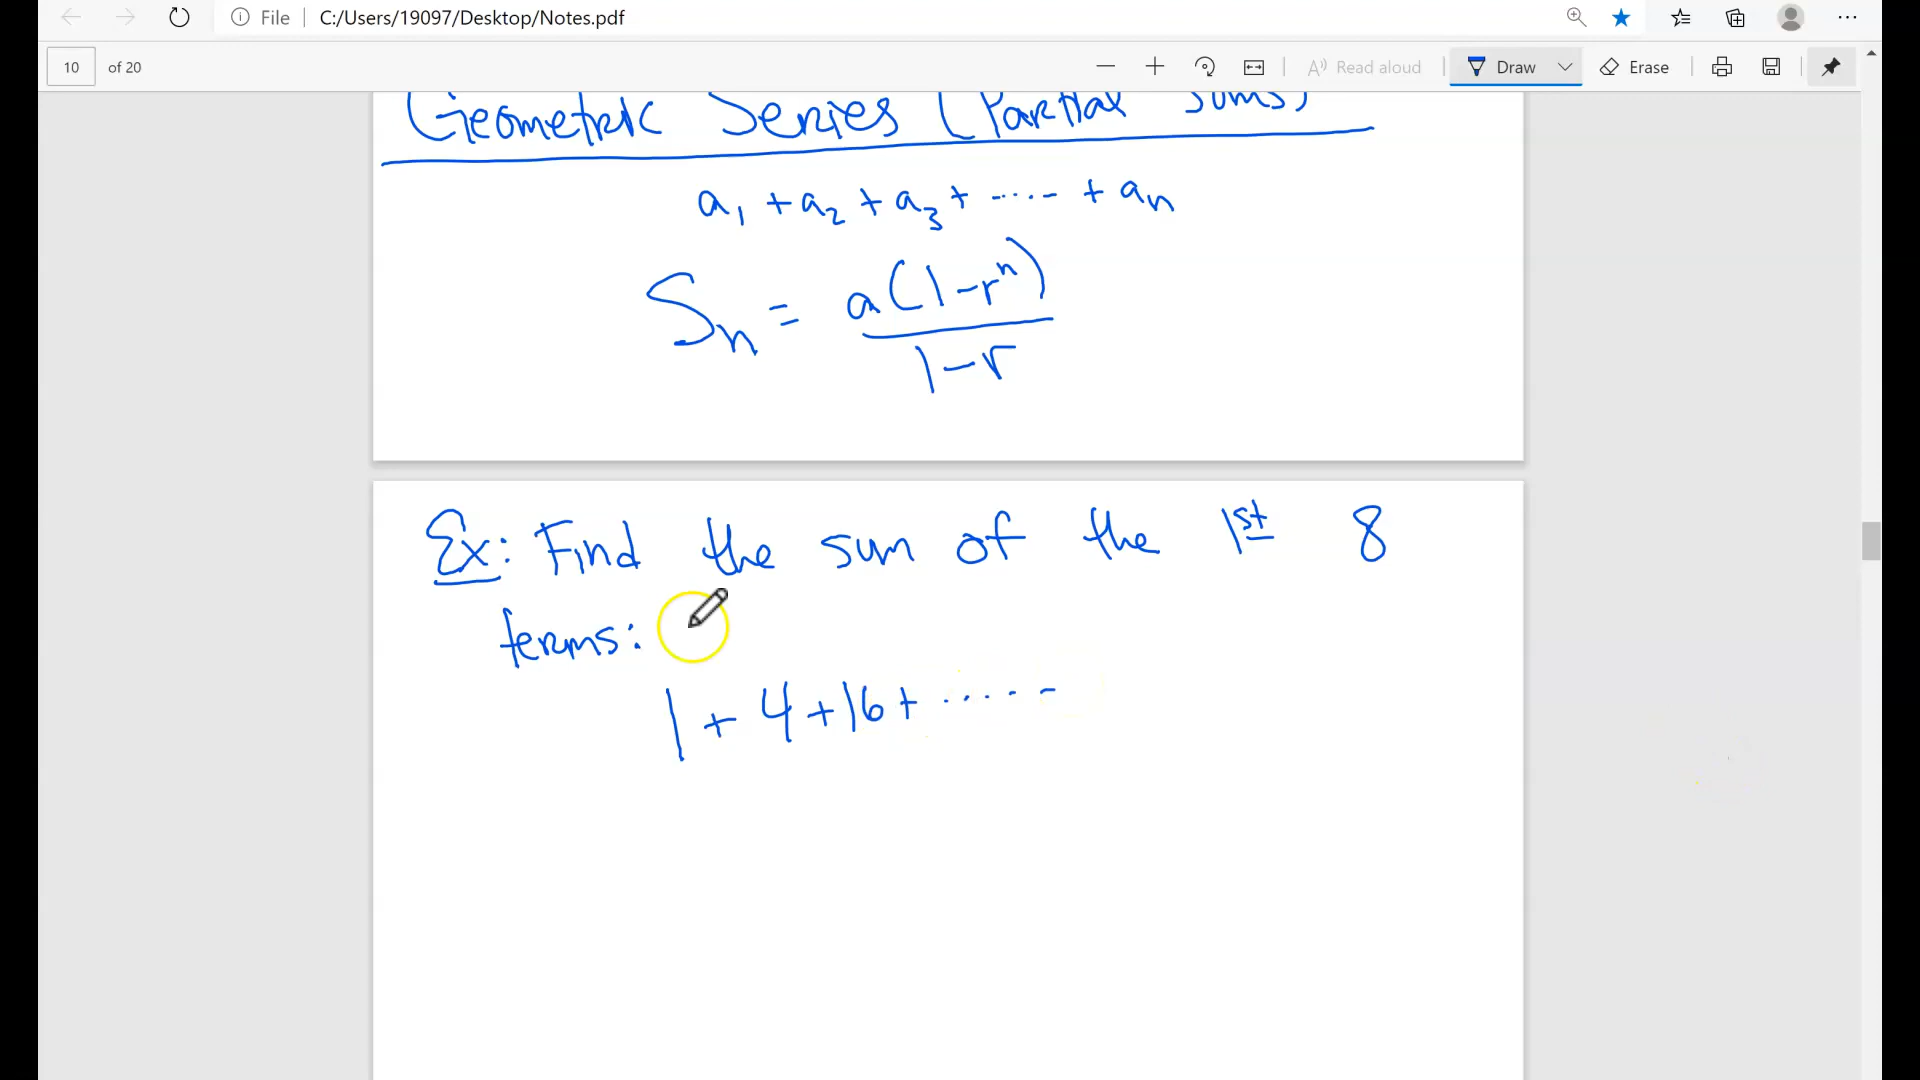 File C:/Users/19097/Desktop/Notes.pdf
10 of 20 Read aloud Draw Erase
Geometric Series (Partial Sums)
a₁ + a₂ + a₃ + ..... + aₙ
Sₙ = a(1-rⁿ)
1-r
Ex: Find the sum of the 1st 8
terms:
1 + 4 + 16 + .....